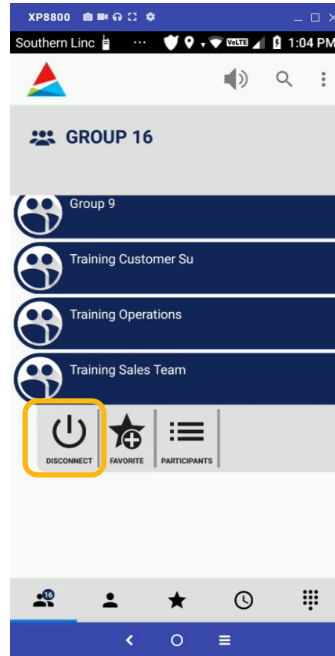 XP8800
Southern Linc ... VoLTE 1:04 PM
GROUP 16
Group 9
Training Customer Su
Training Operations
Training Sales Team
DISCONNECT FAVORITE PARTICIPANTS
16